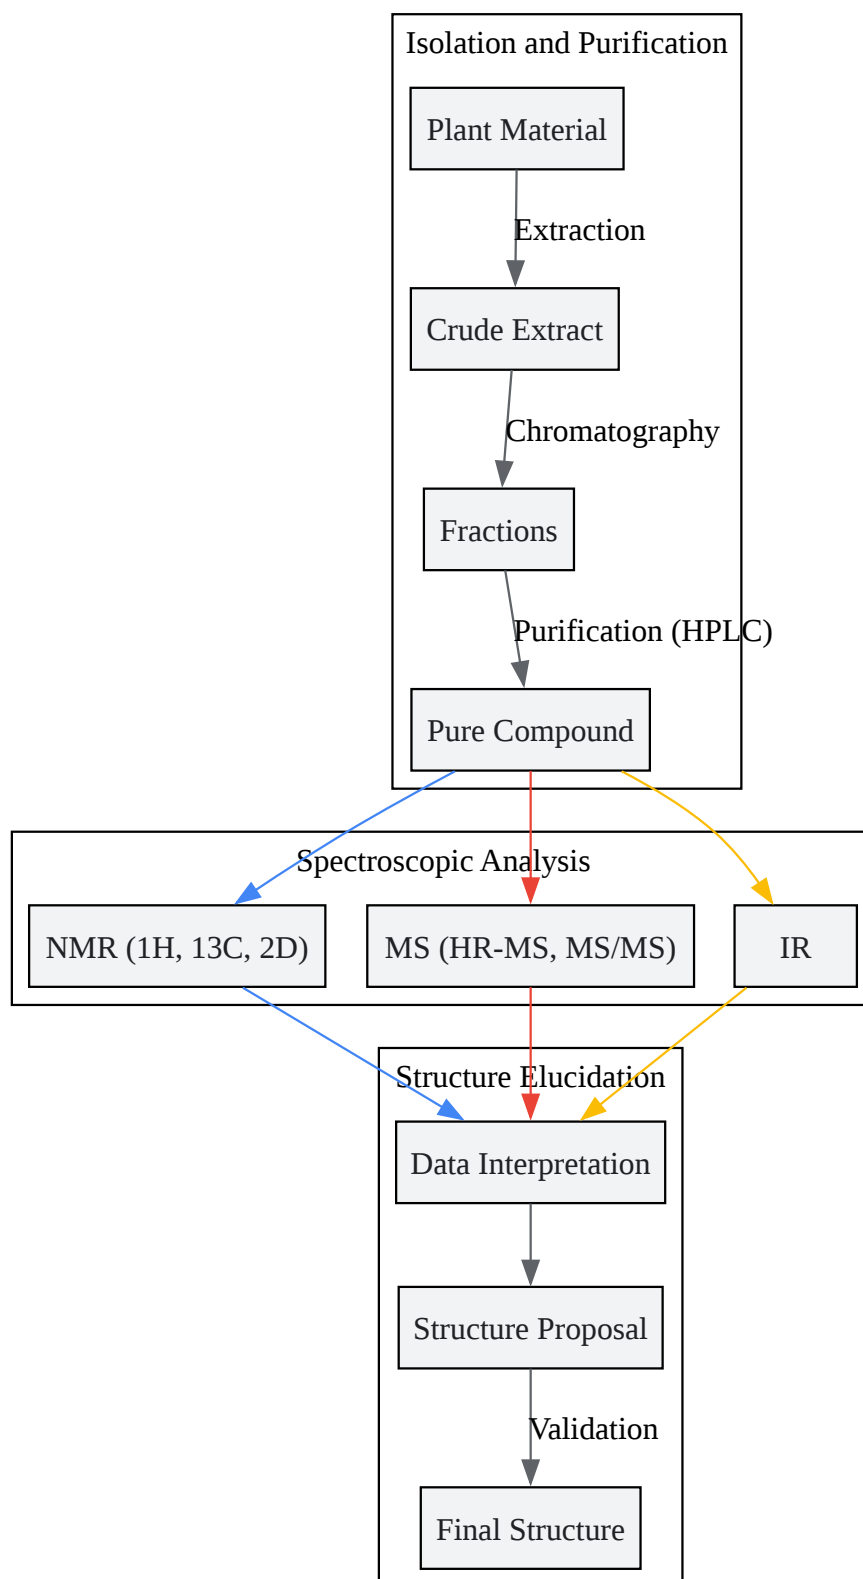 Isolation and Purification
Plant Material
Extraction
Crude Extract
Chromatography
Fractions
Purification (HPLC)
Pure Compound
Spectroscopic Analysis
NMR (1H, 13C, 2D)
MS (HR-MS, MS/MS)
IR
Structure Elucidation
Data Interpretation
Structure Proposal
Validation
Final Structure